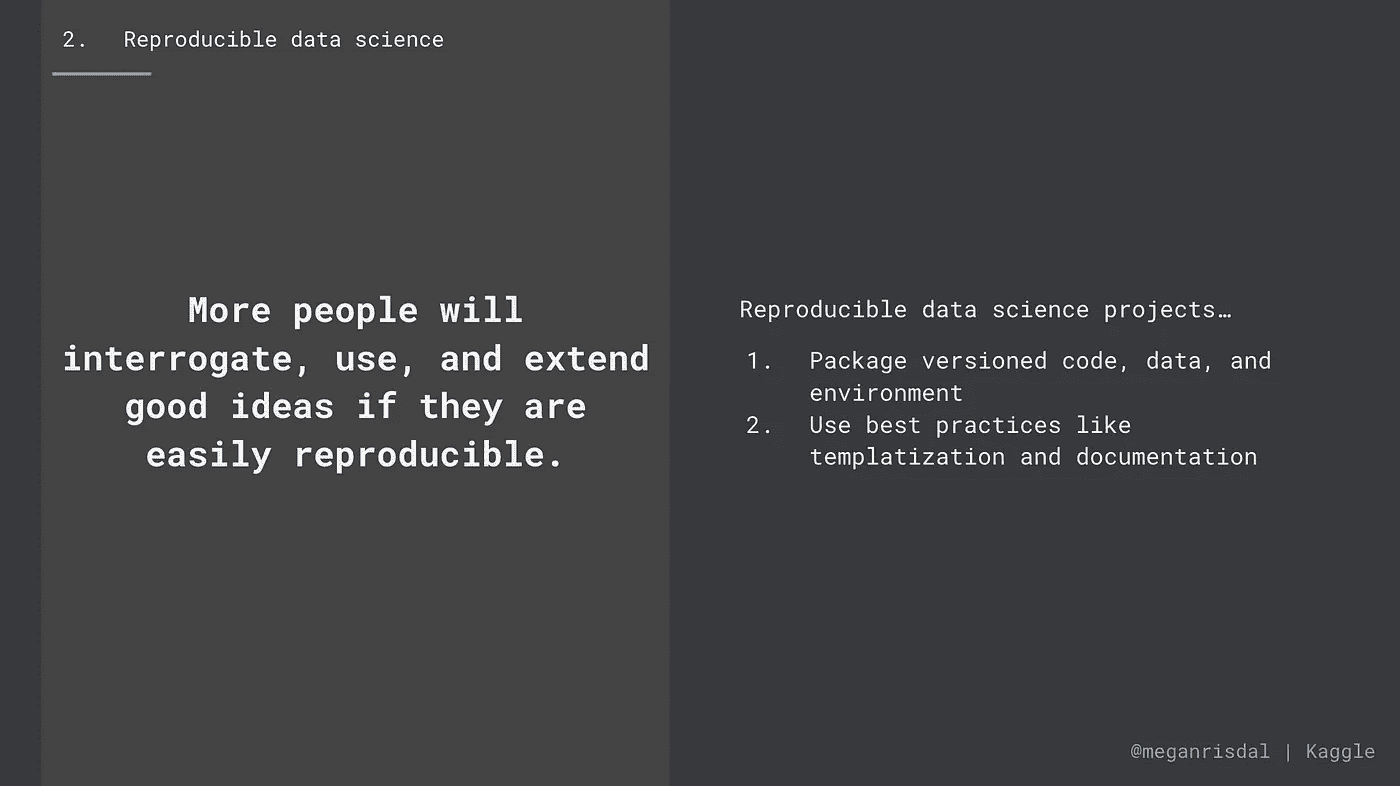 2. Reproducible data science
More people will
interrogate, use, and extend
good ideas if they are
easily reproducible.
Reproducible data science projects…
1. Package versioned code, data, and
environment
2. Use best practices like
templatization and documentation
@meganrisdal | Kaggle